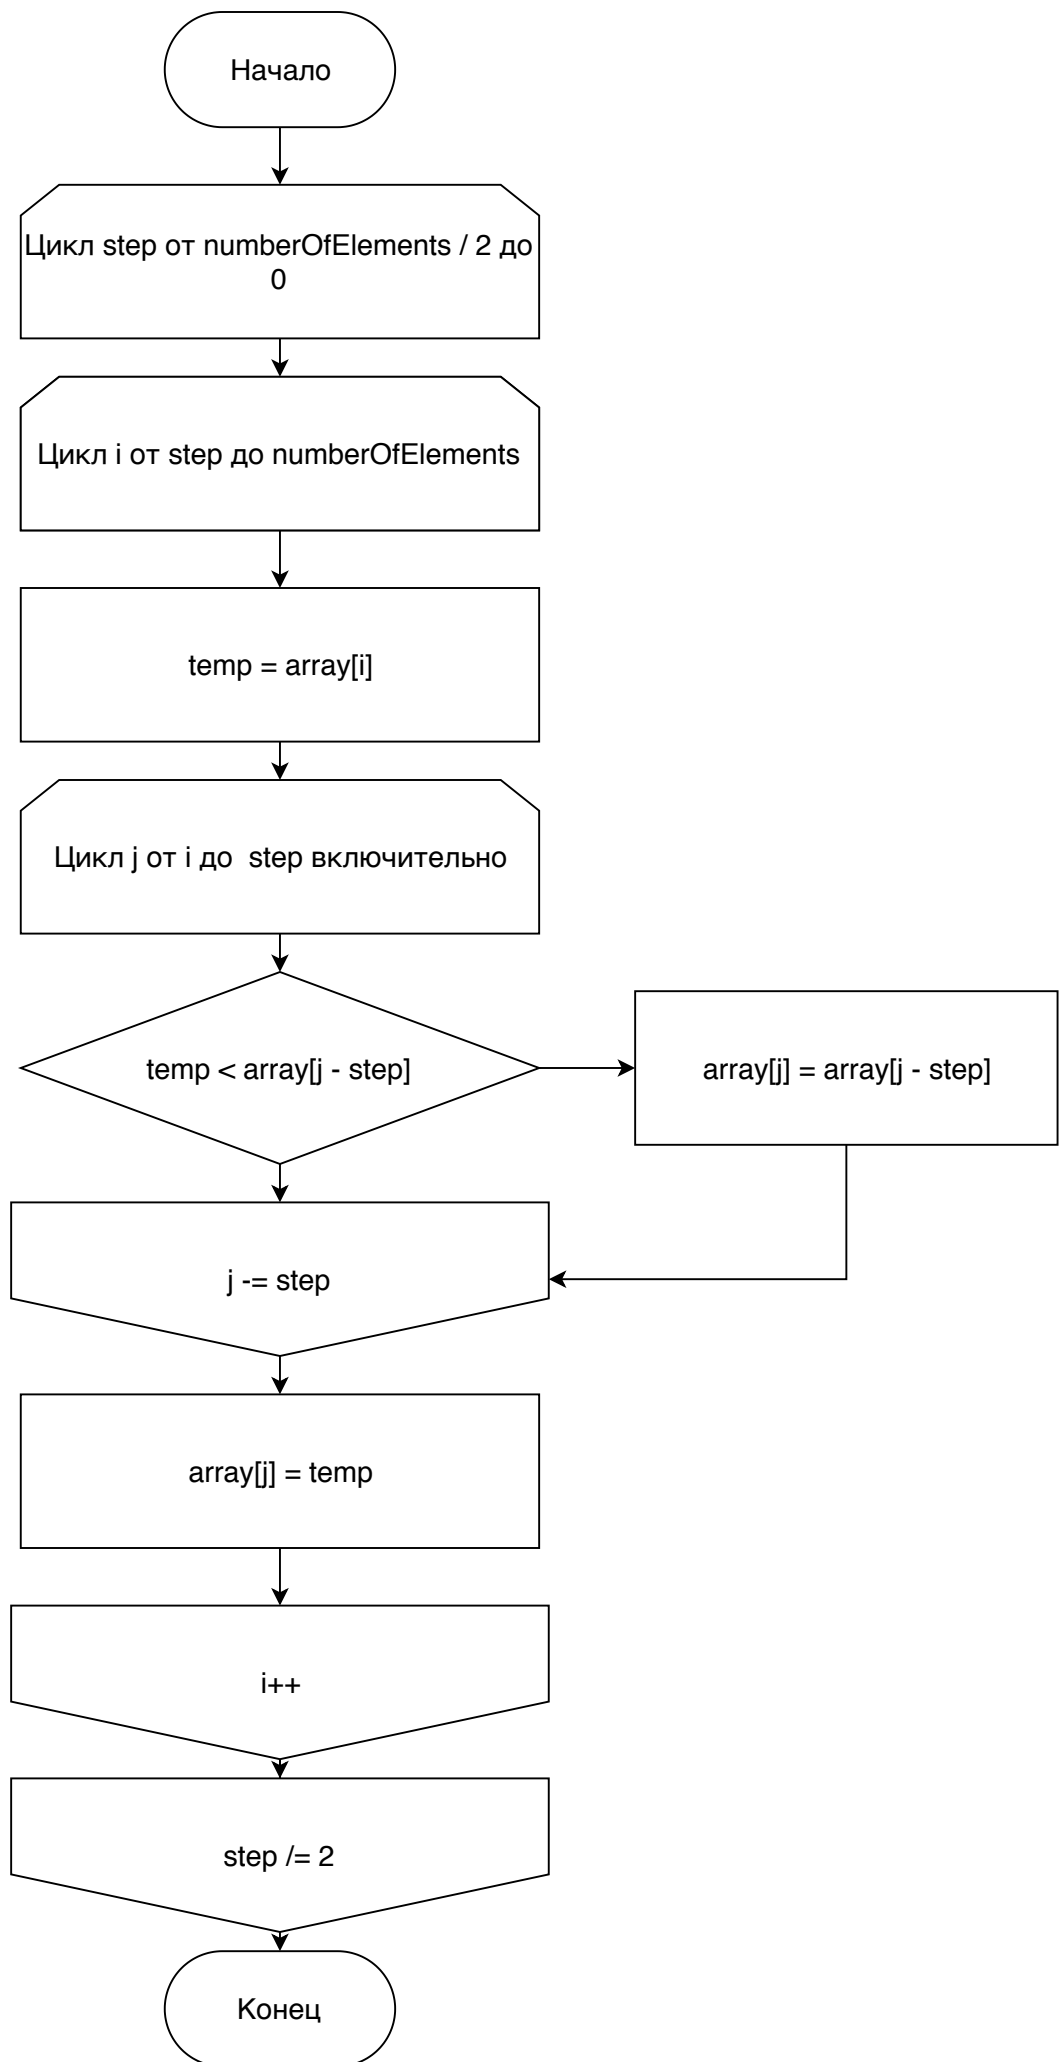 Начало
Цикл step от numberOfElements / 2 до
0
Цикл i от step до numberOfElements
temp = array[i]
Цикл j от i до  step включительно
temp < array[j - step]
array[j] = array[j - step]
j -= step
array[j] = temp
i++
step /= 2
Конец